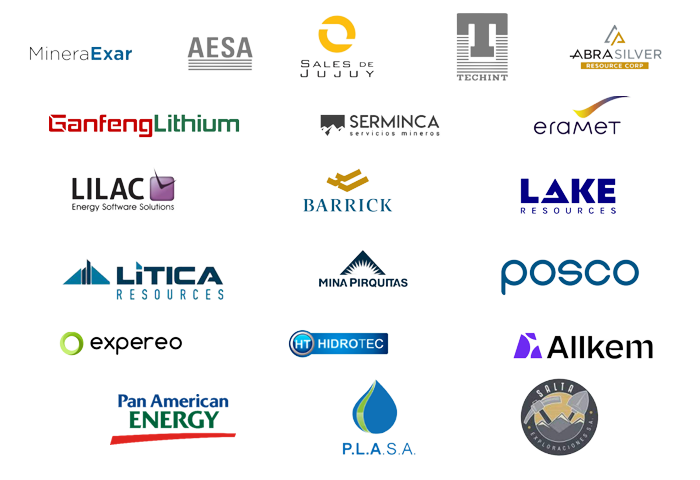 MineraExar
AESA
SALES DE
JUJUY
TECHINT
ABRASILVER
RESOURCE CORP
GanfengLithium
SERMINCA
servicios mineros
eramet
LILAC
Energy Software Solutions
BARRICK
LAKE
RESOURCES
LiTICA
RESOURCES
MINA PIRQUITAS
posco
expereo
HT HIDROTEC
Allkem
Pan American
ENERGY
P.L.A.S.A.
SALTA
EXPLORACIONES S.A.